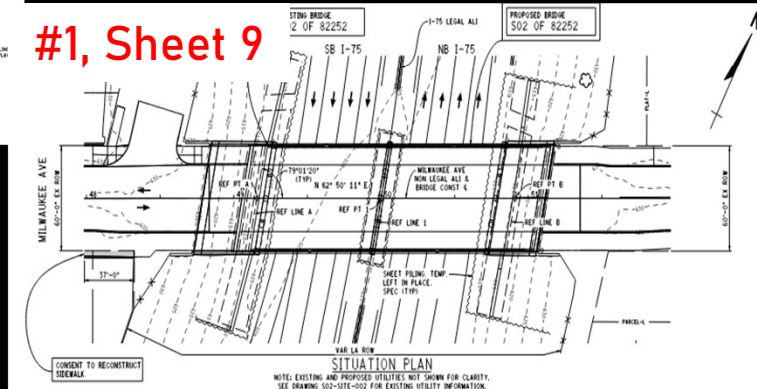 #1, Sheet 9
STING BRIDGE
02 OF 82252
I-75 LEGAL ALI
PROPOSED BRIDGE
S02 OF 82252
SB I-75
NB I-75
PLAT-L
MILWAUKEE AVE
60'-0" EX ROW
79°01'20"
(TYP)
N 62° 50' 11" E
MILWAUKEE AVE
NON LEGAL ALI &
BRIDGE CONST ℄
REF PT A
REF PT B
REF LINE A
REF PT
REF LINE 1
REF LINE B
60'-0" EX ROW
37'-0"
SHEET PILING, TEMP,
LEFT IN PLACE,
SPEC (TYP)
PARCEL-L
VAR LA ROW
CONSENT TO RECONSTRUCT
SIDEWALK
SITUATION PLAN
NOTE: EXISTING AND PROPOSED UTILITIES NOT SHOWN FOR CLARITY.
SEE DRAWING S02-SITE-002 FOR EXISTING UTILITY INFORMATION.